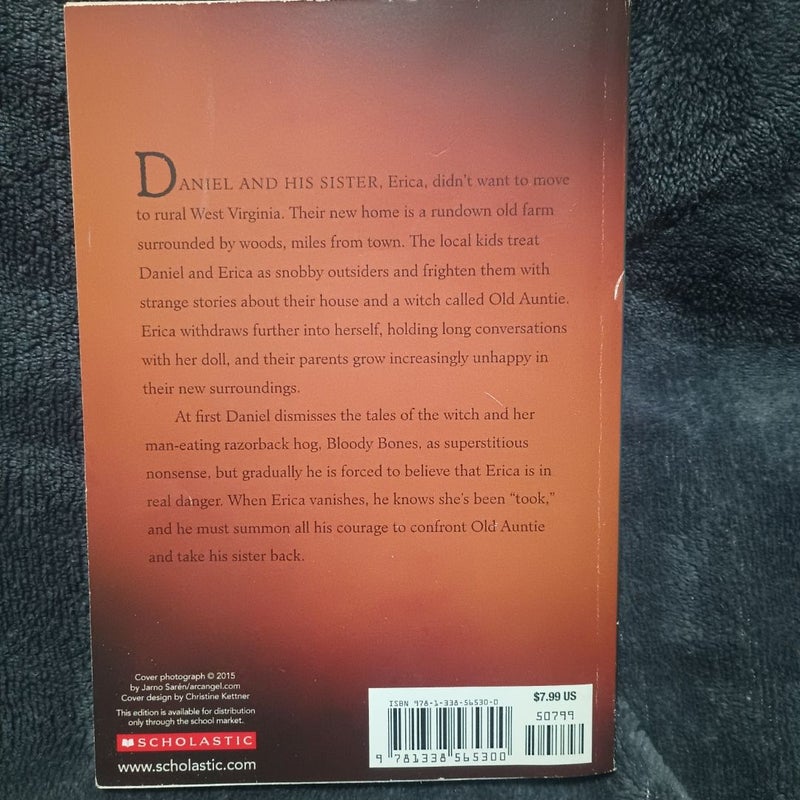 DANIEL AND HIS SISTER, Erica, didn't want to move
to rural West Virginia. Their new home is a rundown old farm
surrounded by woods, miles from town. The local kids treat
Daniel and Erica as snobby outsiders and frighten them with
strange stories about their house and a witch called Old Auntie.
Erica withdraws further into herself, holding long conversations
with her doll, and their parents grow increasingly unhappy in
their new surroundings.
At first Daniel dismisses the tales of the witch and her
man-eating razorback hog, Bloody Bones, as superstitious
nonsense, but gradually he is forced to believe that Erica is in
real danger. When Erica vanishes, he knows she's been "took,"
and he must summon all his courage to confront Old Auntie
and take his sister back.
Cover photograph © 2015
by Jarno Sarén/arcangel.com
Cover design by Christine Kettner
This edition is available for distribution
only through the school market.
SCHOLASTIC
www.scholastic.com
ISBN 978-1-338-56530-0
$7.99 US
50799
9 781338 565300